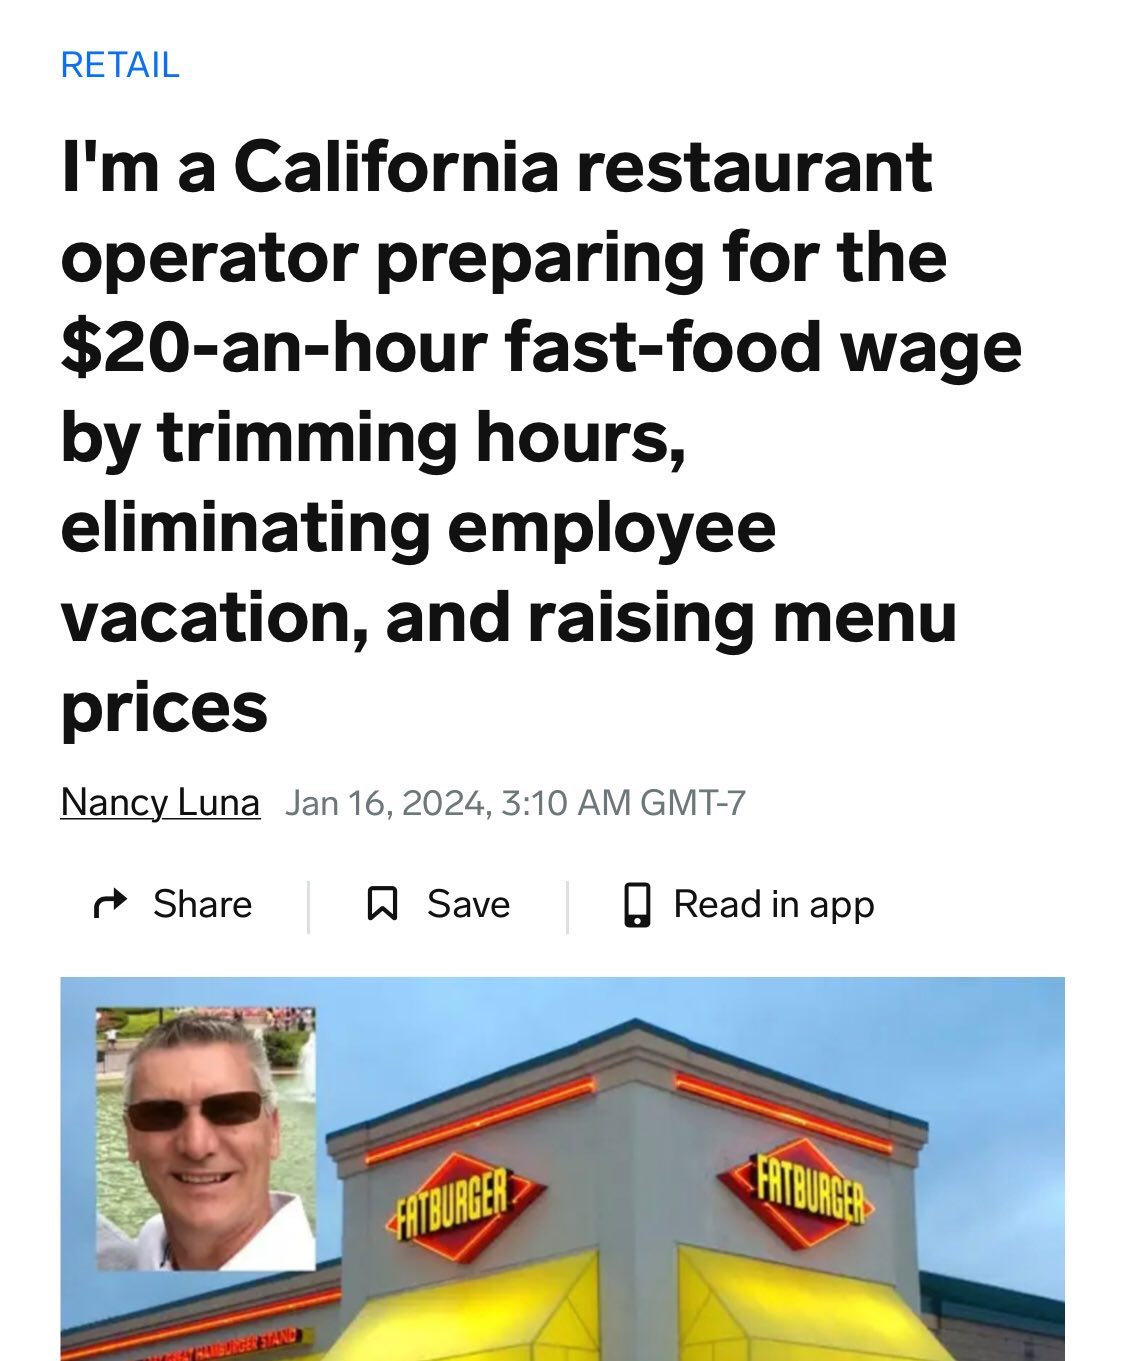 RETAIL
I'm a California restaurant
operator preparing for the
$20-an-hour fast-food wage
by trimming hours,
eliminating employee
vacation, and raising menu
prices
Nancy Luna Jan 16, 2024, 3:10 AM GMT-7
Share Save Read in app
FATBURGER FATBURGER
GREAT HAMBURGER STAND